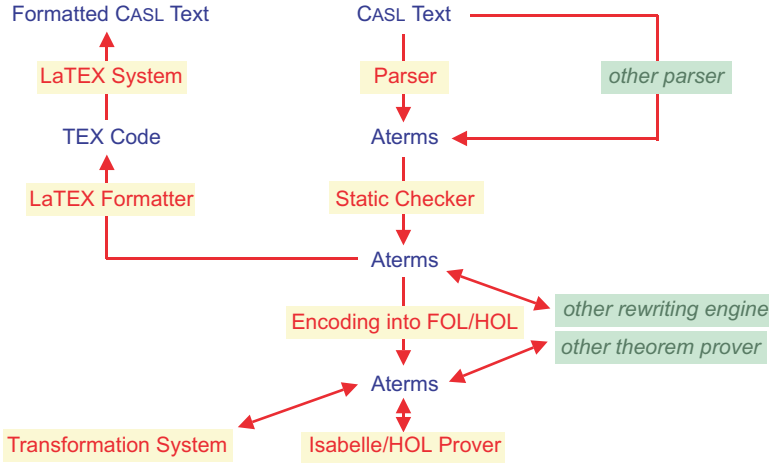 Formatted CASL Text
CASL Text
LaTEX System
Parser
other parser
TEX Code
Aterms
LaTEX Formatter
Static Checker
Aterms
other rewriting engine
Encoding into FOL/HOL
other theorem prover
Aterms
Transformation System
Isabelle/HOL Prover